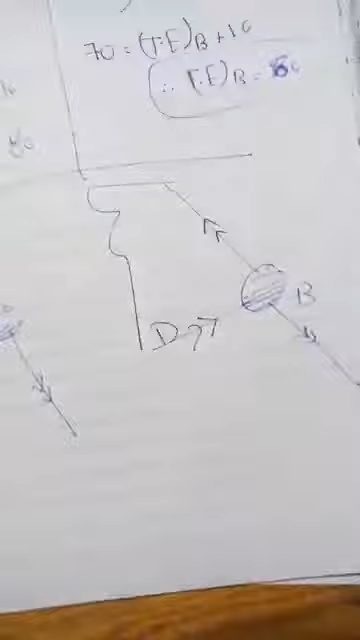 70 = (T.E)B + 10
∴ (T.E)B = 60
B
D